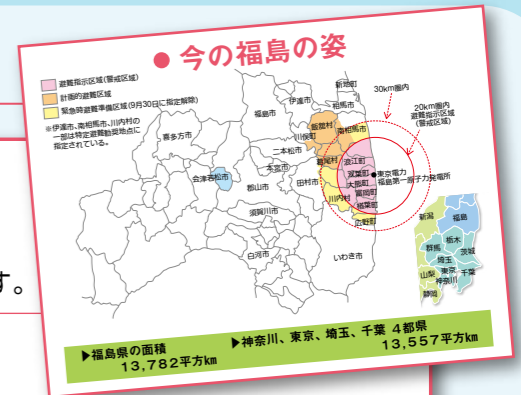 ● 今の福島の姿
避難指示区域(警戒区域)
計画的避難区域
緊急時避難準備区域(9月30日に指定解除)
※伊達市、南相馬市、川内村の
一部は特定避難勧奨地点に
指定されている。
30km圏内
20km圏内
避難指示区域
(警戒区域)
新地町
伊達市
相馬市
福島市
飯舘村
南相馬市
川俣町
喜多方市
二本松市
葛尾村
浪江町
本宮市
双葉町
東京電力
福島第一原子力発電所
会津若松市
田村市
大熊町
郡山市
富岡町
川内村
楢葉町
須賀川市
広野町
白河市
いわき市
新潟
福島
群馬
栃木
茨城
埼玉
山梨
東京
千葉
神奈川
静岡
す。
▶福島県の面積
13,782平方km
▶神奈川、東京、埼玉、千葉 4都県
13,557平方km